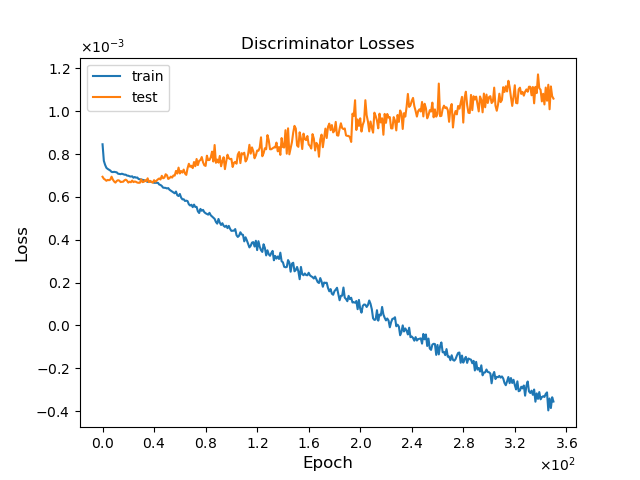 Discriminator Losses
×10⁻³
train
test
1.2
1.0
0.8
0.6
0.4
0.2
0.0
−0.2
−0.4
Loss
0.0 0.4 0.8 1.2 1.6 2.0 2.4 2.8 3.2 3.6
Epoch
×10²